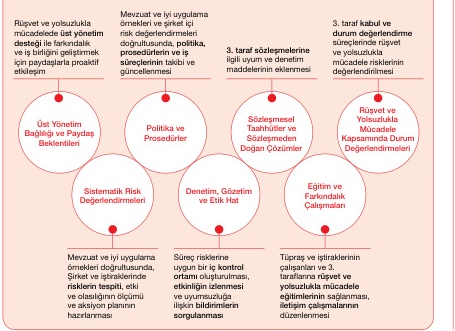 Rüşvet ve yolsuzlukla
mücadelede üst yönetim
desteği ile farkındalık
ve iş birliğini geliştirmek
için paydaşlarla proaktif
etkileşim
Mevzuat ve iyi uygulama
örnekleri ve şirket içi
risk değerlendirmeleri
doğrultusunda, politika,
prosedürlerin ve iş
süreçlerinin takibi ve
güncellenmesi
3. taraf sözleşmelerine
ilgili uyum ve denetim
maddelerinin eklenmesi
3. taraf kabul ve
durum değerlendirme
süreçlerinde rüşvet
ve yolsuzlukla
mücadele risklerinin
değerlendirilmesi
Üst Yönetim
Bağlılığı ve Paydaş
Beklentileri
Politika ve
Prosedürler
Sözleşmesel
Taahhütler ve
Sözleşmeden
Doğan Çözümler
Rüşvet ve
Yolsuzlukla
Mücadele
Kapsamında Durum
Değerlendirmeleri
Sistematik Risk
Değerlendirmeleri
Denetim, Gözetim
ve Etik Hat
Eğitim ve
Farkındalık
Çalışmaları
Mevzuat ve iyi uygulama
örnekleri doğrultusunda,
Şirket ve iştiraklerinde
risklerin tespiti, etki
ve olasılığının ölçümü
ve aksiyon planının
hazırlanması
Süreç risklerine
uygun bir iç kontrol
ortamı oluşturulması,
etkinliğin izlenmesi
ve uyumsuzluğa
ilişkin bildirimlerin
sorgulanması
Tüpraş ve iştiraklerinin
çalışanları ve 3.
taraflarına rüşvet ve
yolsuzlukla mücadele
eğitimlerinin sağlanması,
iletişim çalışmalarının
düzenlenmesi